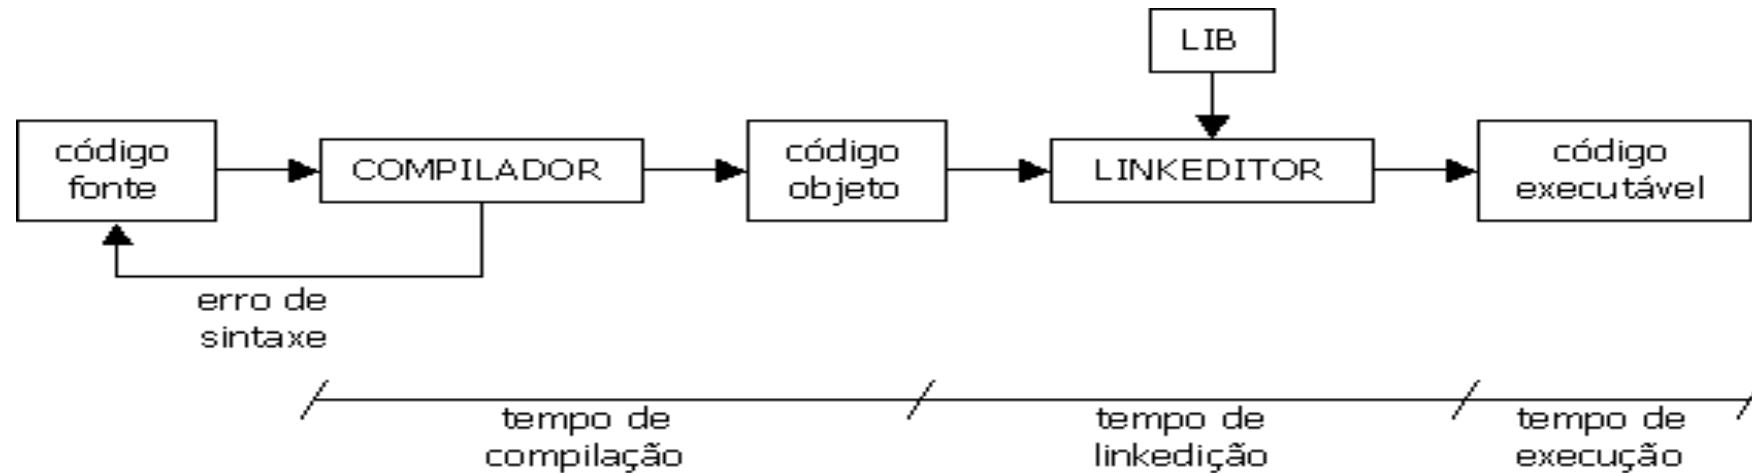 LIB
código
fonte
COMPILADOR
código
objeto
LINKEDITOR
código
executável
erro de
sintaxe
tempo de
compilação
tempo de
linkedição
tempo de
execução